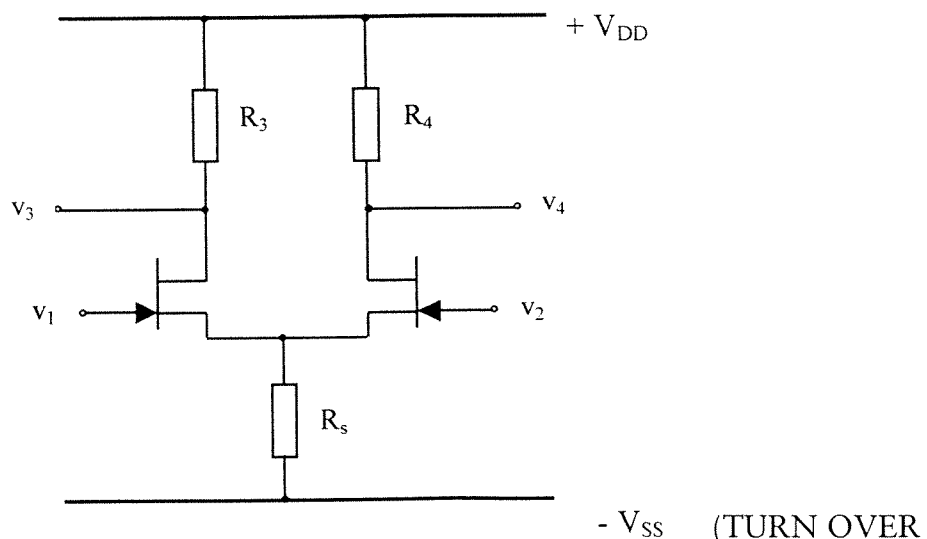 + V_DD
R_3 R_4
v_3 v_4
v_1 v_2
R_s
- V_SS (TURN OVER